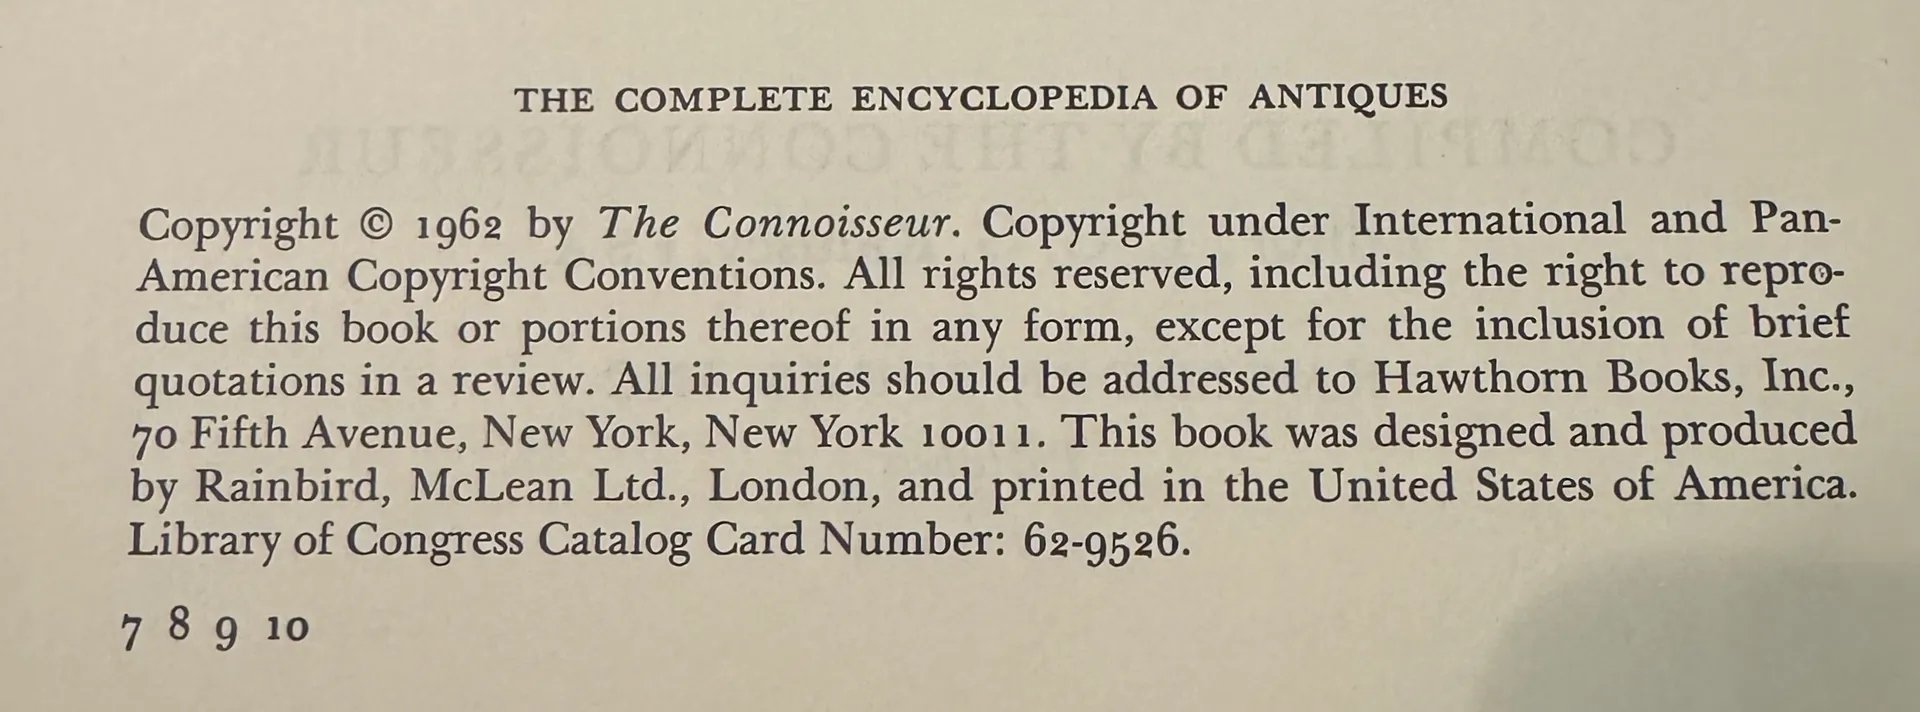 THE COMPLETE ENCYCLOPEDIA OF ANTIQUES
Copyright © 1962 by The Connoisseur. Copyright under International and Pan-
American Copyright Conventions. All rights reserved, including the right to repro-
duce this book or portions thereof in any form, except for the inclusion of brief
quotations in a review. All inquiries should be addressed to Hawthorn Books, Inc.,
70 Fifth Avenue, New York, New York 10011. This book was designed and produced
by Rainbird, McLean Ltd., London, and printed in the United States of America.
Library of Congress Catalog Card Number: 62-9526.
7 8 9 10